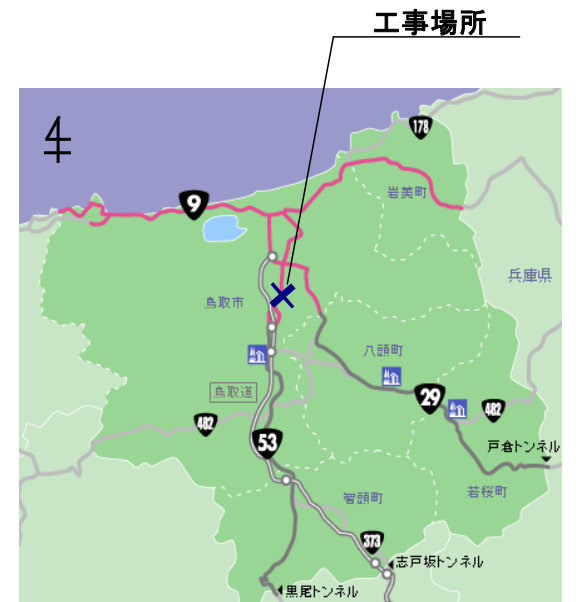 工事場所
178
9
岩美町
兵庫県
鳥取市
八頭町
鳥取道
29
482
482
53
戸倉トンネル
智頭町
若桜町
373
志戸坂トンネル
黒尾トンネル